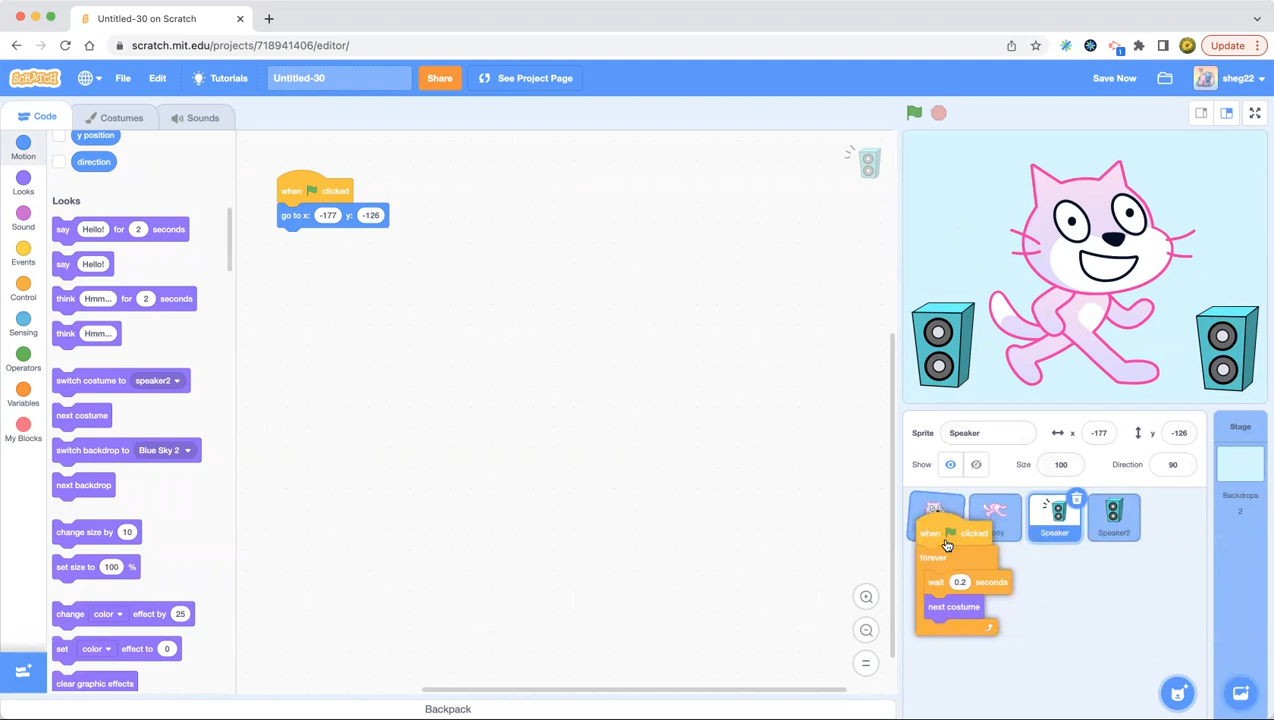 Untitled-30 on Scratch
scratch.mit.edu/projects/718941406/editor/
1
Update
SCRATCH
File
Edit
Tutorials
Untitled-30
Share
See Project Page
Save Now
sheg22
Code
Costumes
Sounds
Motion
Looks
Sound
Events
Control
Sensing
Operators
Variables
My Blocks
y position
direction
Looks
say Hello! for 2 seconds
say Hello!
think Hmm... for 2 seconds
think Hmm...
switch costume to speaker2
next costume
switch backdrop to Blue Sky 2
next backdrop
change size by 10
set size to 100 %
change color effect by 25
set color effect to 0
clear graphic effects
when clicked
go to x: -177 y: -126
Sprite Speaker x -177 y -126
Show Size 100 Direction 90
Speaker
Speaker2
when clicked
forever
wait 0.2 seconds
next costume
Stage
Backdrops
2
Backpack